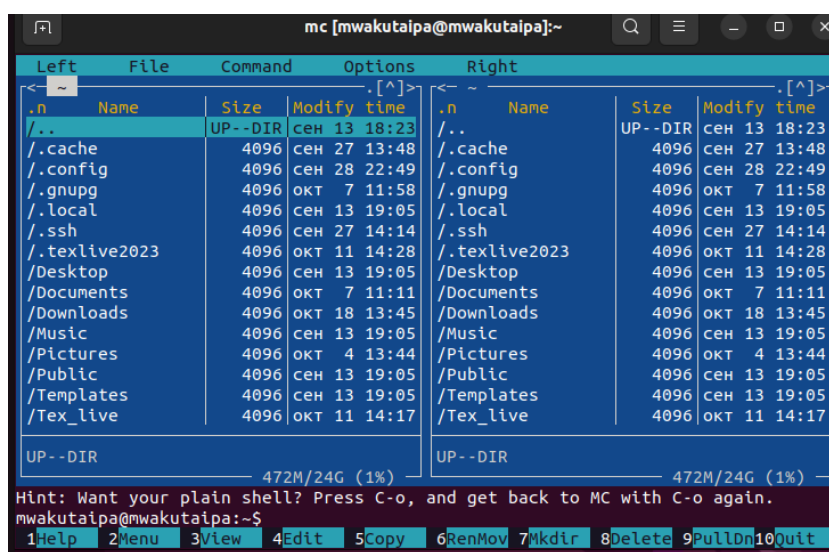 mc [mwakutaipa@mwakutaipa]:~
Left File Command Options Right
<- ~ .[^]> <- ~ .[^]>
.n Name Size Modify time .n Name Size Modify time
/.. UP--DIR сен 13 18:23 /.. UP--DIR сен 13 18:23
/.cache 4096 сен 27 13:48 /.cache 4096 сен 27 13:48
/.config 4096 сен 28 22:49 /.config 4096 сен 28 22:49
/.gnupg 4096 окт 7 11:58 /.gnupg 4096 окт 7 11:58
/.local 4096 сен 13 19:05 /.local 4096 сен 13 19:05
/.ssh 4096 сен 27 14:14 /.ssh 4096 сен 27 14:14
/.texlive2023 4096 окт 11 14:28 /.texlive2023 4096 окт 11 14:28
/Desktop 4096 сен 13 19:05 /Desktop 4096 сен 13 19:05
/Documents 4096 окт 7 11:11 /Documents 4096 окт 7 11:11
/Downloads 4096 окт 18 13:45 /Downloads 4096 окт 18 13:45
/Music 4096 сен 13 19:05 /Music 4096 сен 13 19:05
/Pictures 4096 окт 4 13:44 /Pictures 4096 окт 4 13:44
/Public 4096 сен 13 19:05 /Public 4096 сен 13 19:05
/Templates 4096 сен 13 19:05 /Templates 4096 сен 13 19:05
/Tex_live 4096 окт 11 14:17 /Tex_live 4096 окт 11 14:17
UP--DIR UP--DIR
472M/24G (1%) 472M/24G (1%)
Hint: Want your plain shell? Press C-o, and get back to MC with C-o again.
mwakutaipa@mwakutaipa:~$
1Help 2Menu 3View 4Edit 5Copy 6RenMov 7Mkdir 8Delete 9PullDn 10Quit